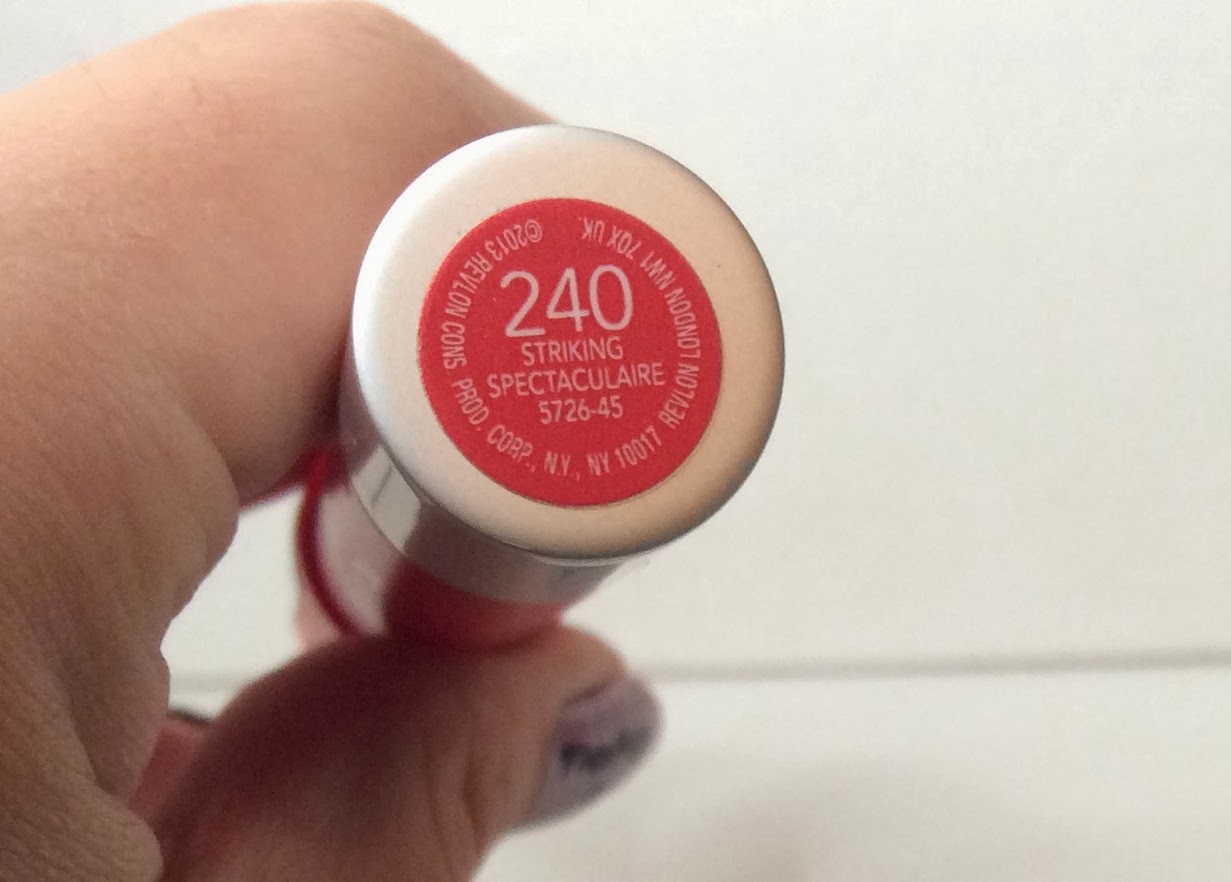 240
STRIKING
SPECTACULAIRE
5726-45
©2013 REVLON CONS. PROD. CORP., N.Y., NY 10017 REVLON LONDON NW1 7QX UK.